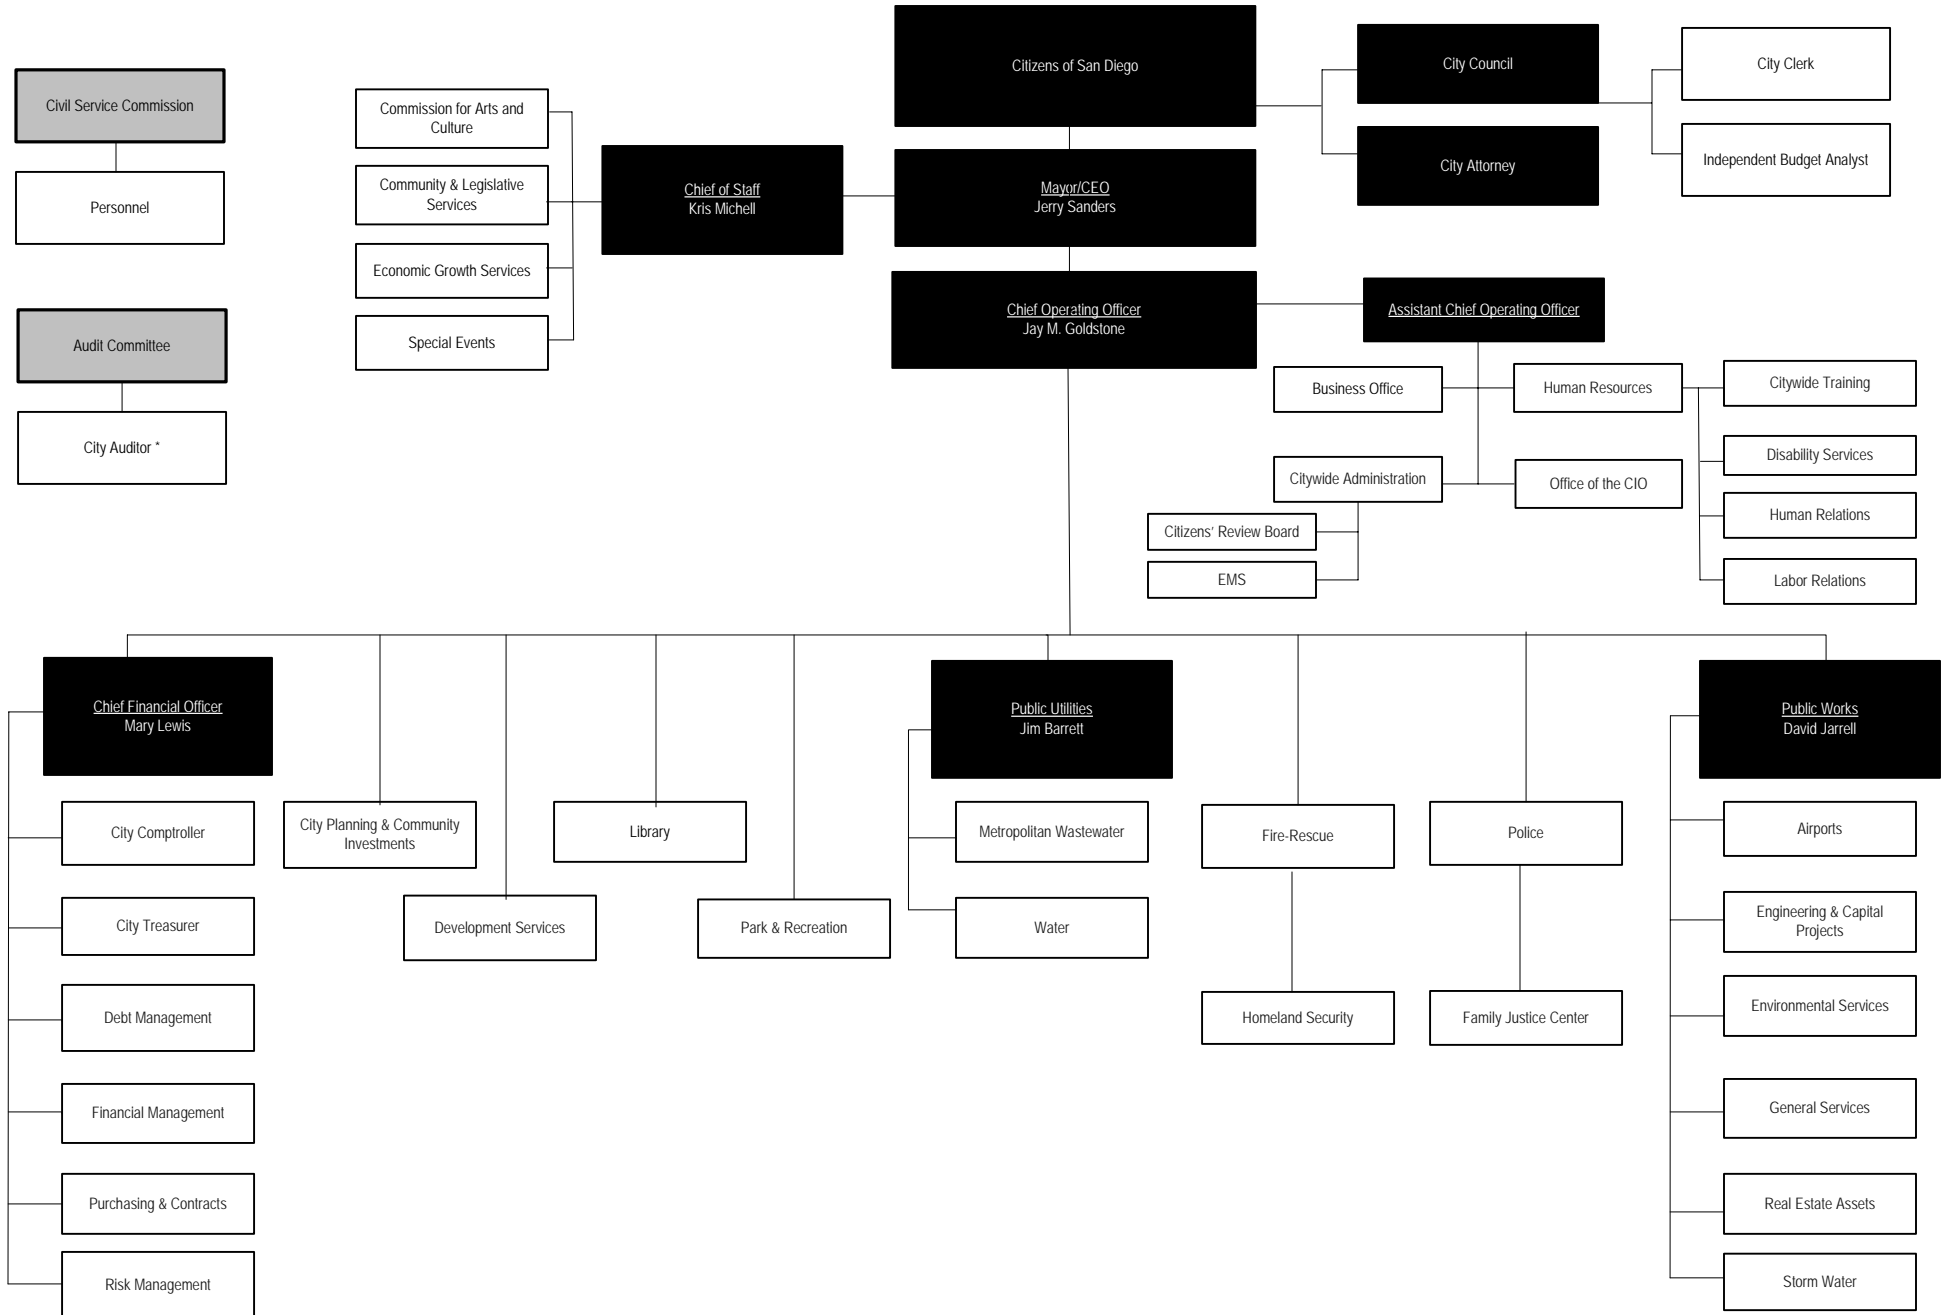 Citizens of San Diego
City Council
City Clerk
Civil Service Commission
Commission for Arts and
Culture
City Attorney
Independent Budget Analyst
Personnel
Community & Legislative
Services
Chief of Staff
Kris Michell
Mayor/CEO
Jerry Sanders
Economic Growth Services
Special Events
Chief Operating Officer
Jay M. Goldstone
Assistant Chief Operating Officer
Audit Committee
City Auditor *
Business Office
Human Resources
Citywide Training
Citywide Administration
Office of the CIO
Disability Services
Citizens’ Review Board
Human Relations
EMS
Labor Relations
Chief Financial Officer
Mary Lewis
Public Utilities
Jim Barrett
Public Works
David Jarrell
City Comptroller
City Planning & Community
Investments
Library
Metropolitan Wastewater
Fire-Rescue
Police
Airports
City Treasurer
Development Services
Park & Recreation
Water
Engineering & Capital
Projects
Debt Management
Homeland Security
Family Justice Center
Environmental Services
Financial Management
General Services
Purchasing & Contracts
Real Estate Assets
Risk Management
Storm Water